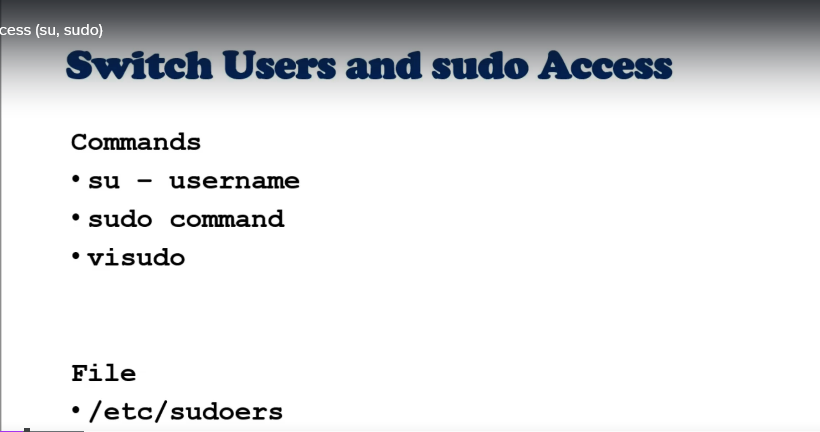 cess (su, sudo)
Switch Users and sudo Access
Commands
• su – username
• sudo command
• visudo
File
• /etc/sudoers